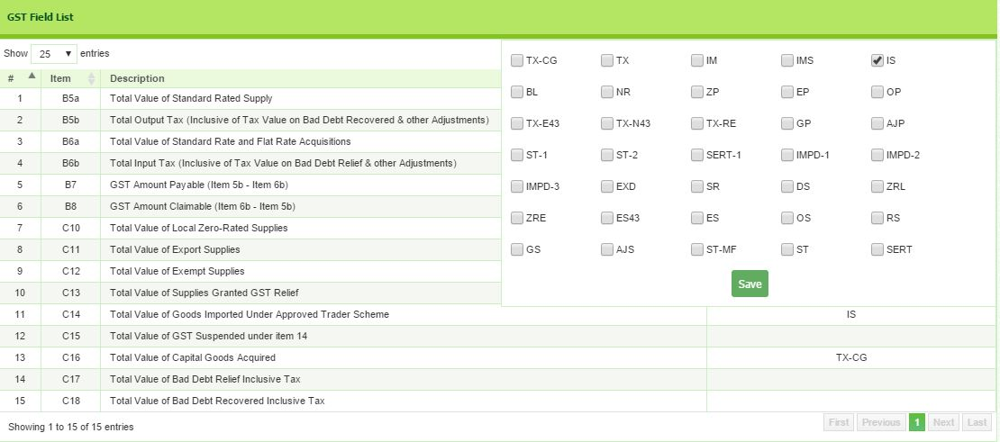 GST Field List
Show 25 entries
# Item Description
1 B5a Total Value of Standard Rated Supply
2 B5b Total Output Tax (Inclusive of Tax Value on Bad Debt Recovered & other Adjustments)
3 B6a Total Value of Standard Rate and Flat Rate Acquisitions
4 B6b Total Input Tax (Inclusive of Tax Value on Bad Debt Relief & other Adjustments)
5 B7 GST Amount Payable (Item 5b - Item 6b)
6 B8 GST Amount Claimable (Item 6b - Item 5b)
7 C10 Total Value of Local Zero-Rated Supplies
8 C11 Total Value of Export Supplies
9 C12 Total Value of Exempt Supplies
10 C13 Total Value of Supplies Granted GST Relief
11 C14 Total Value of Goods Imported Under Approved Trader Scheme IS
12 C15 Total Value of GST Suspended under item 14
13 C16 Total Value of Capital Goods Acquired TX-CG
14 C17 Total Value of Bad Debt Relief Inclusive Tax
15 C18 Total Value of Bad Debt Recovered Inclusive Tax
TX-CG TX IM IMS IS
BL NR ZP EP OP
TX-E43 TX-N43 TX-RE GP AJP
ST-1 ST-2 SERT-1 IMPD-1 IMPD-2
IMPD-3 EXD SR DS ZRL
ZRE ES43 ES OS RS
GS AJS ST-MF ST SERT
Save
Showing 1 to 15 of 15 entries
First Previous 1 Next Last